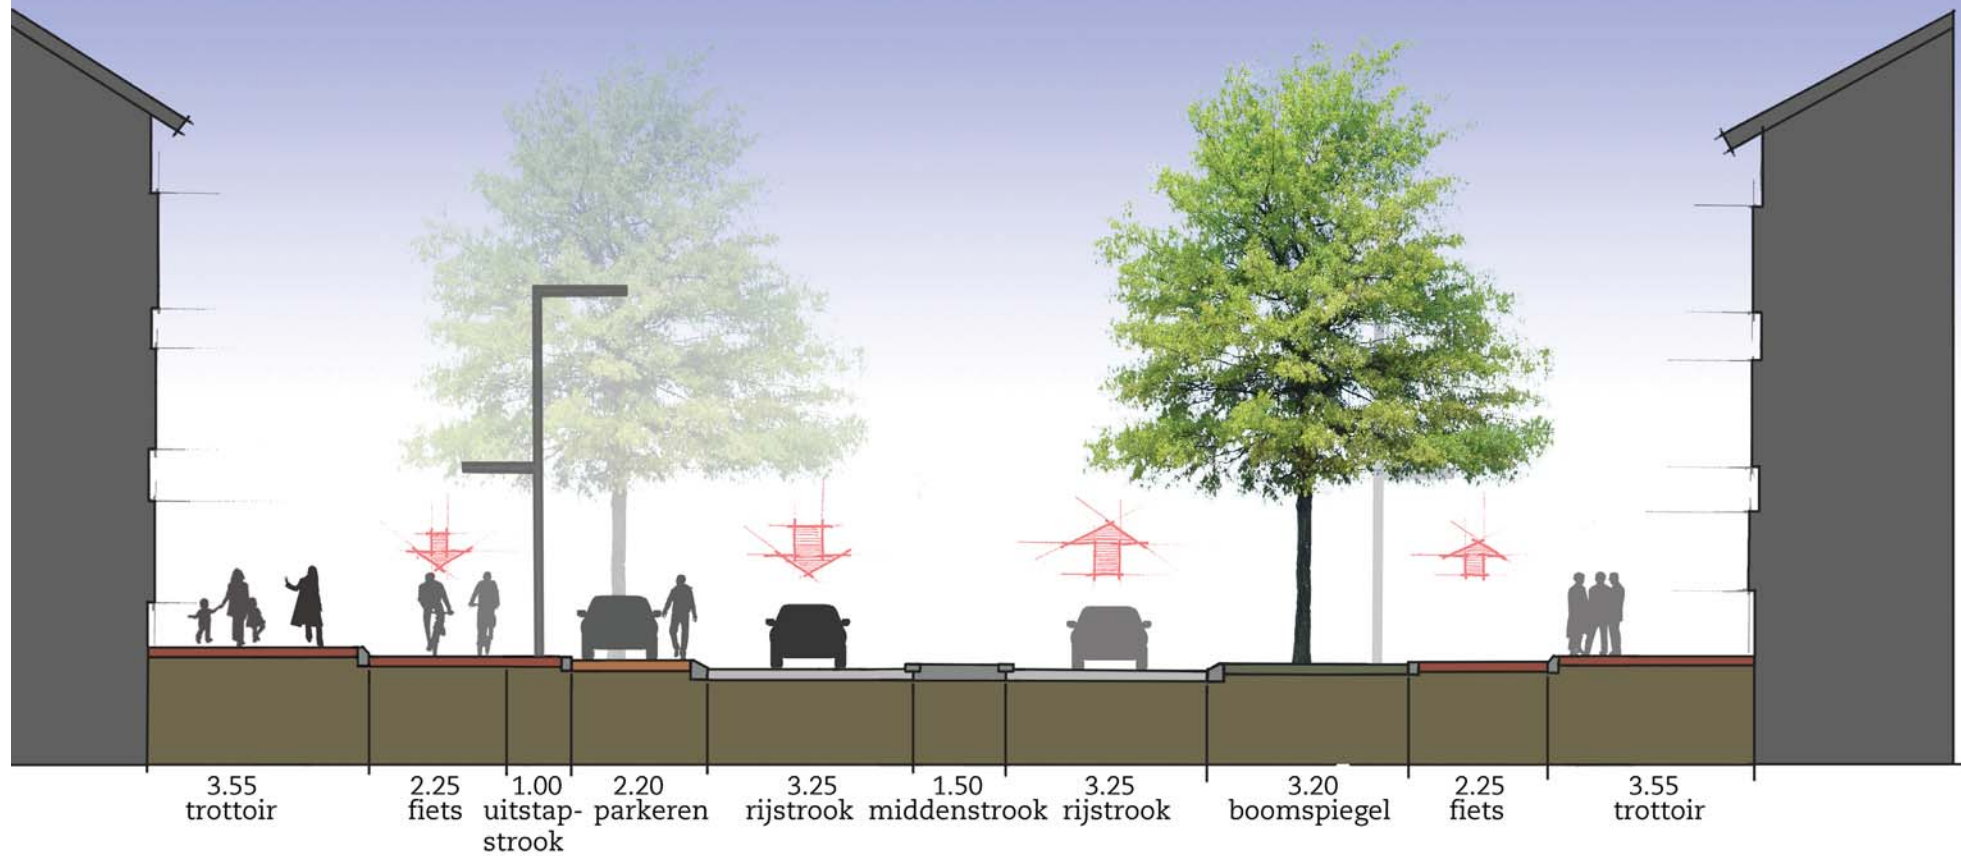 3.55 2.25 1.00 2.20 3.25 1.50 3.25 3.20 2.25 3.55
trottoir fiets uitstap- parkeren rijstrook middenstrook rijstrook boomspiegel fiets trottoir
strook